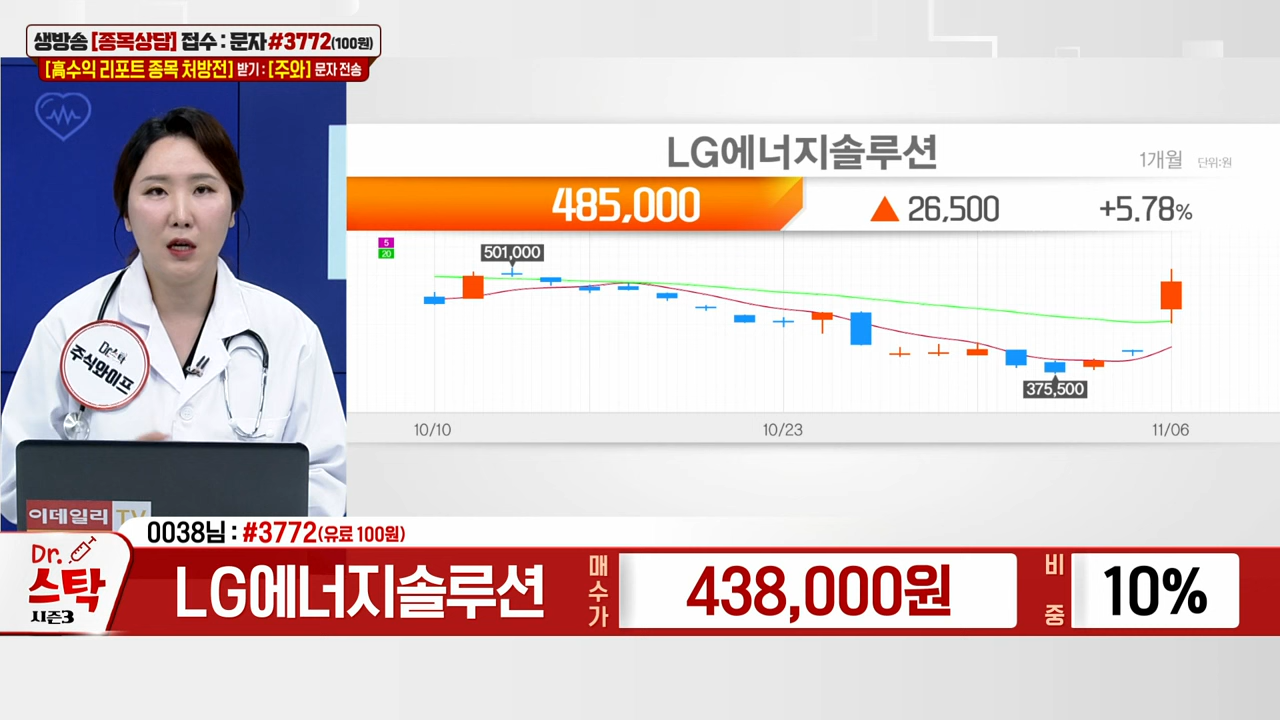 생방송 [종목상담] 접수 : 문자#3772(100원)
[高수익 리포트 종목 처방전] 받기 : [주와] 문자 전송
LG에너지솔루션
1개월 단위:원
485,000 ▲ 26,500 +5.78%
5
20
501,000
375,500
10/10 10/23 11/06
Dr.스탁
주식와이프
이데일리 TV
0038님 : #3772(유료 100원)
Dr.
스탁
시즌3
LG에너지솔루션 매수가 438,000원 비중 10%